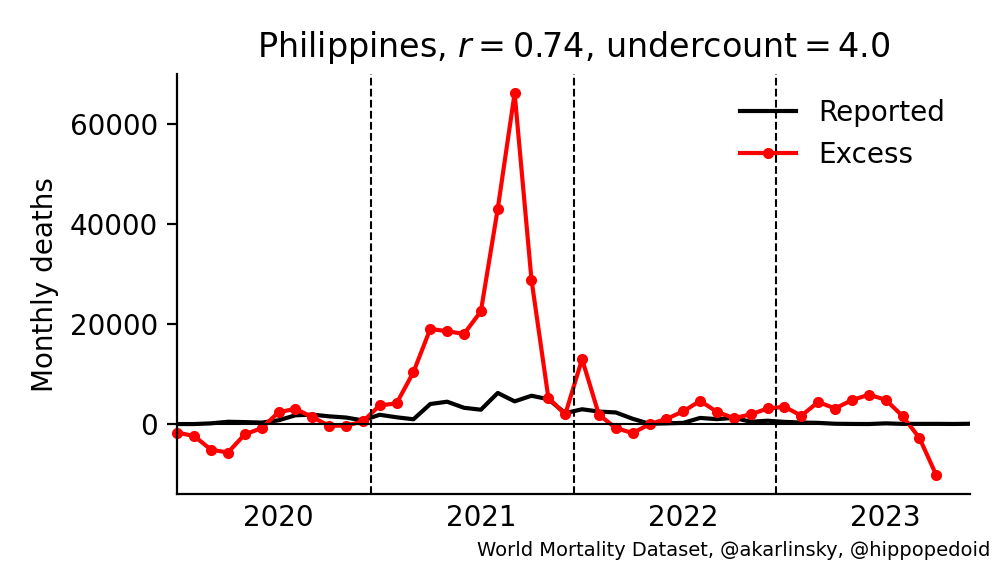 Philippines, r = 0.74, undercount = 4.0
Monthly deaths
60000
40000
20000
0
Reported
Excess
2020 2021 2022 2023
World Mortality Dataset, @akarlinsky, @hippopedoid